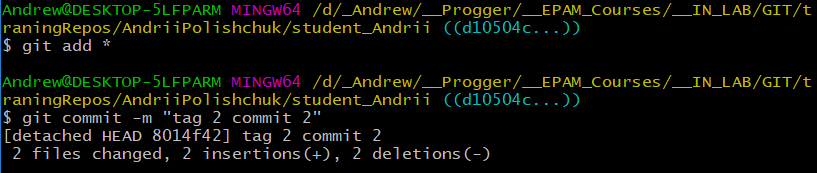 Andrew@DESKTOP-5LFPARM MINGW64 /d/_Andrew/__Progger/__EPAM_Courses/__IN_LAB/GIT/t
raningRepos/AndriiPolishchuk/student_Andrii ((d10504c...))
$ git add *
Andrew@DESKTOP-5LFPARM MINGW64 /d/_Andrew/__Progger/__EPAM_Courses/__IN_LAB/GIT/t
raningRepos/AndriiPolishchuk/student_Andrii ((d10504c...))
$ git commit -m "tag 2 commit 2"
[detached HEAD 8014f42] tag 2 commit 2
 2 files changed, 2 insertions(+), 2 deletions(-)